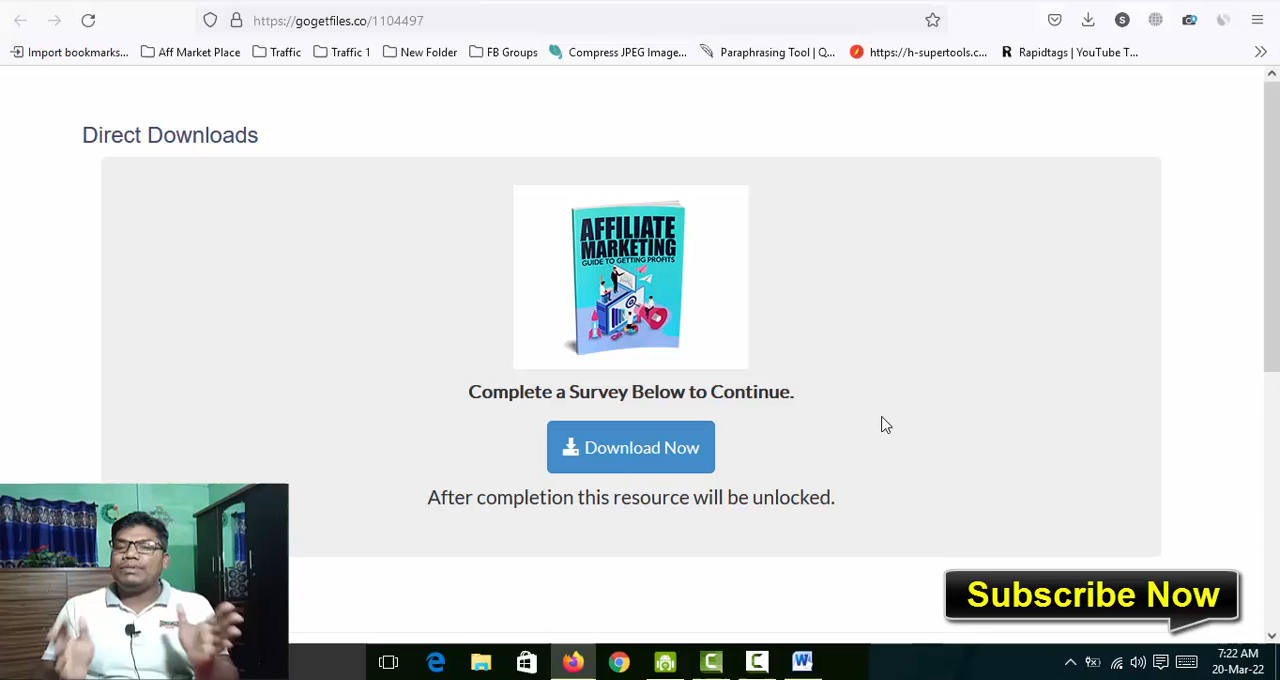 https://gogetfiles.co/1104497
Import bookmarks...
Aff Market Place
Traffic
Traffic 1
New Folder
FB Groups
Compress JPEG Image...
Paraphrasing Tool | Q...
https://h-supertools.c...
Rapidtags | YouTube T...
Direct Downloads
AFFILIATE
MARKETING
GUIDE TO GETTING PROFITS
Complete a Survey Below to Continue.
Download Now
After completion this resource will be unlocked.
Subscribe Now
7:22 AM
20-Mar-22